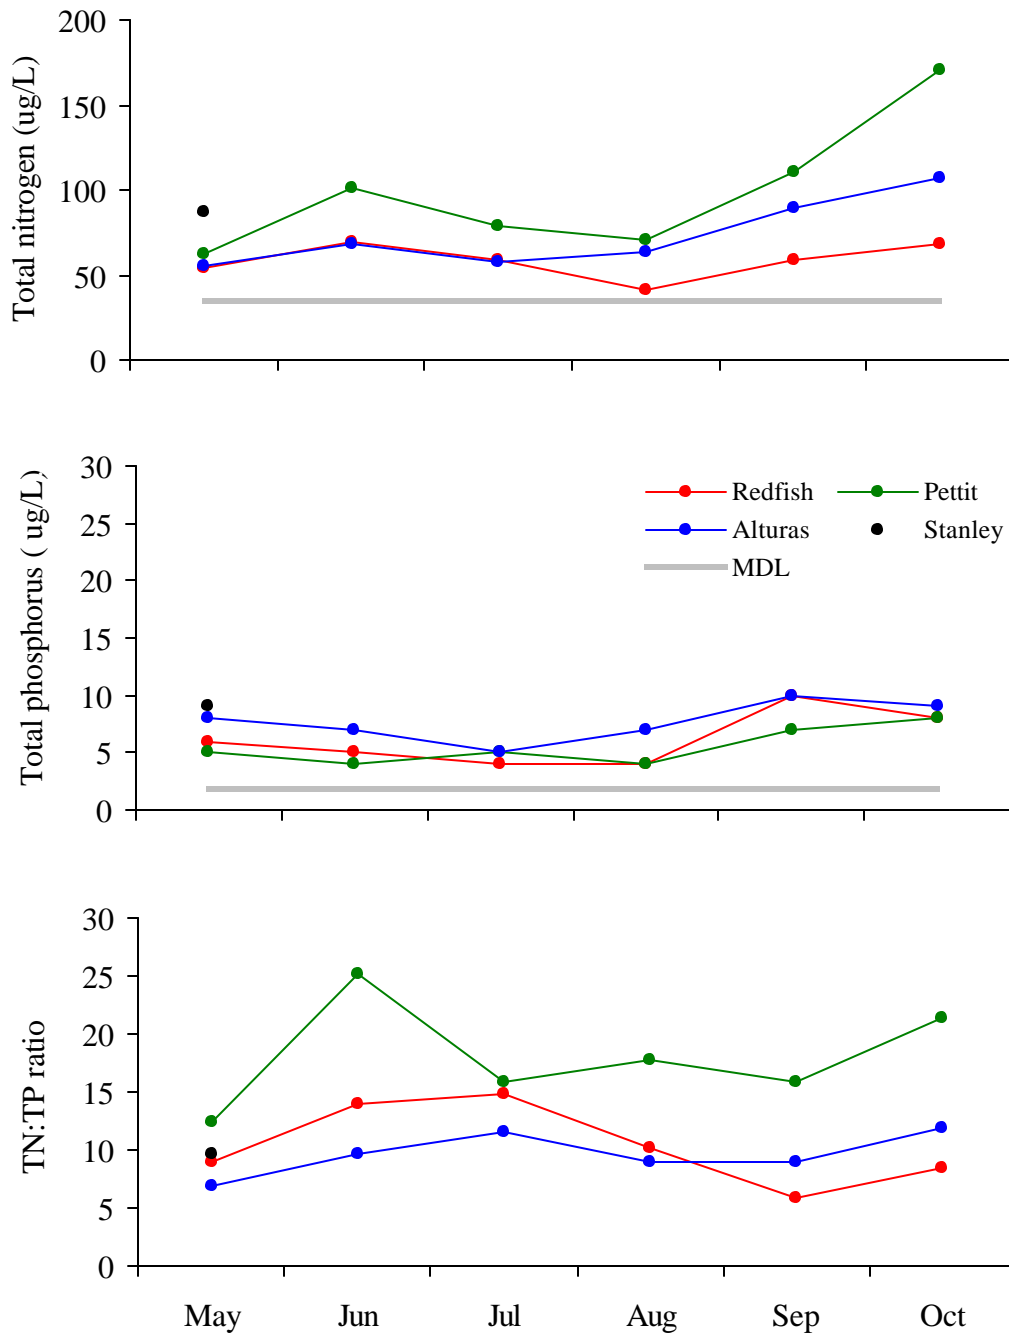 Total nitrogen (ug/L)
200
150
100
50
0
Total phosphorus ( ug/L)
30
25
20
15
10
5
0
Redfish
Pettit
Alturas
Stanley
MDL
TN:TP ratio
30
25
20
15
10
5
0
May Jun Jul Aug Sep Oct